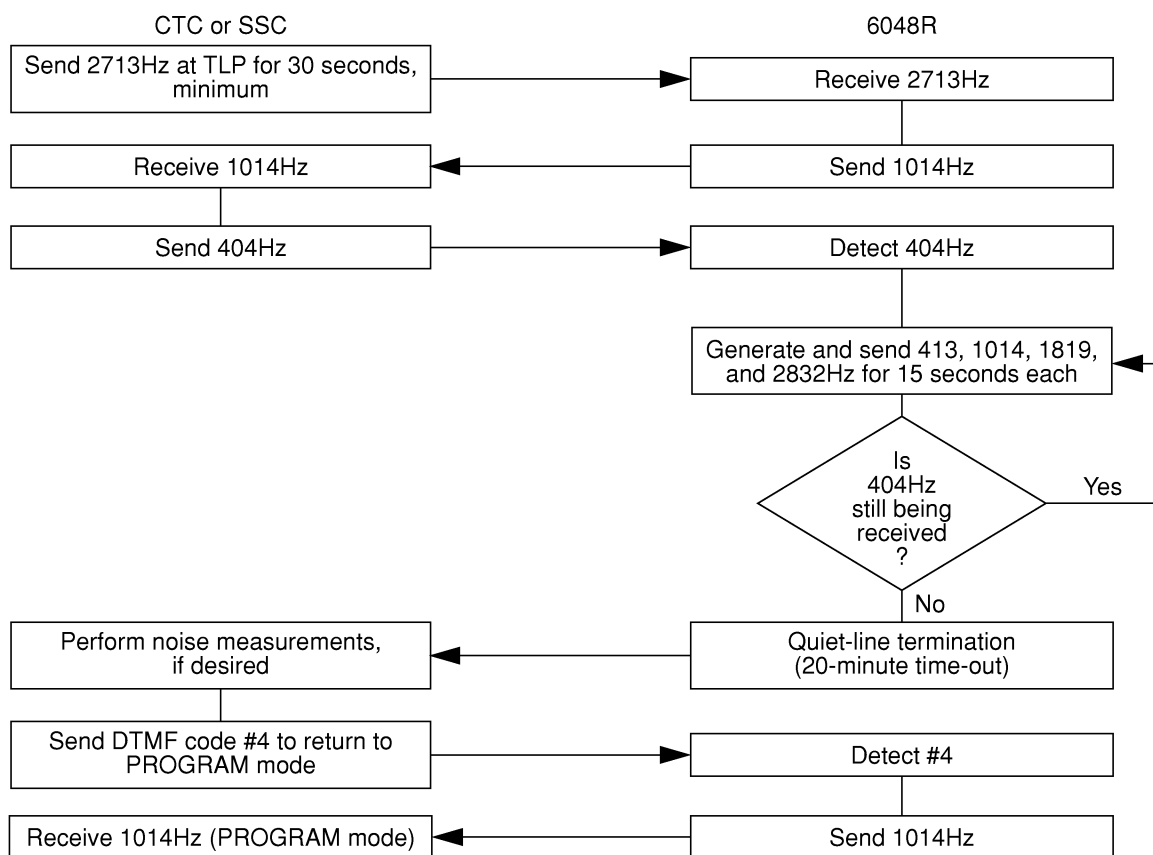 CTC or SSC
6048R
Send 2713Hz at TLP for 30 seconds,
minimum
Receive 2713Hz
Receive 1014Hz
Send 1014Hz
Send 404Hz
Detect 404Hz
Generate and send 413, 1014, 1819,
and 2832Hz for 15 seconds each
Is
404Hz
still being
received
?
Yes
No
Perform noise measurements,
if desired
Quiet-line termination
(20-minute time-out)
Send DTMF code #4 to return to
PROGRAM mode
Detect #4
Receive 1014Hz (PROGRAM mode)
Send 1014Hz